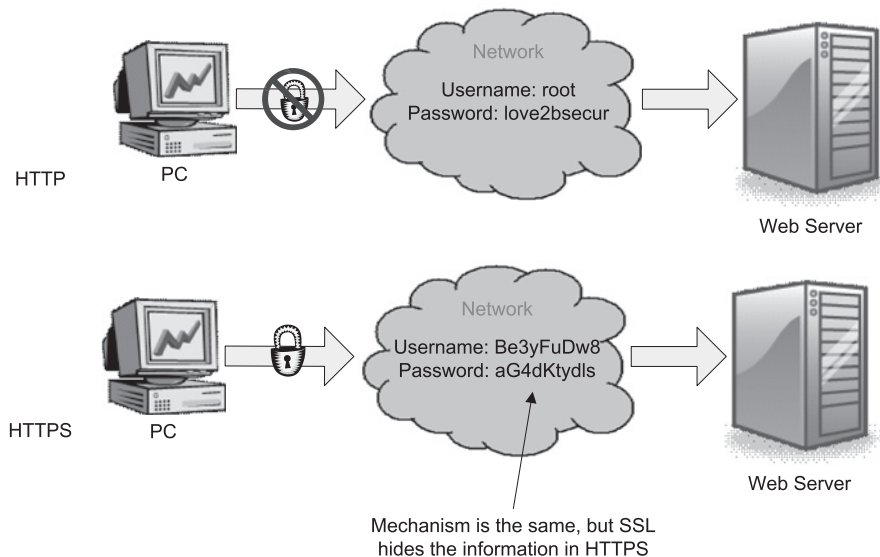 Network
Username: root
Password: love2bsecur
HTTP
PC
Web Server
Network
Username: Be3yFuDw8
Password: aG4dKtydls
HTTPS
PC
Web Server
Mechanism is the same, but SSL
hides the information in HTTPS